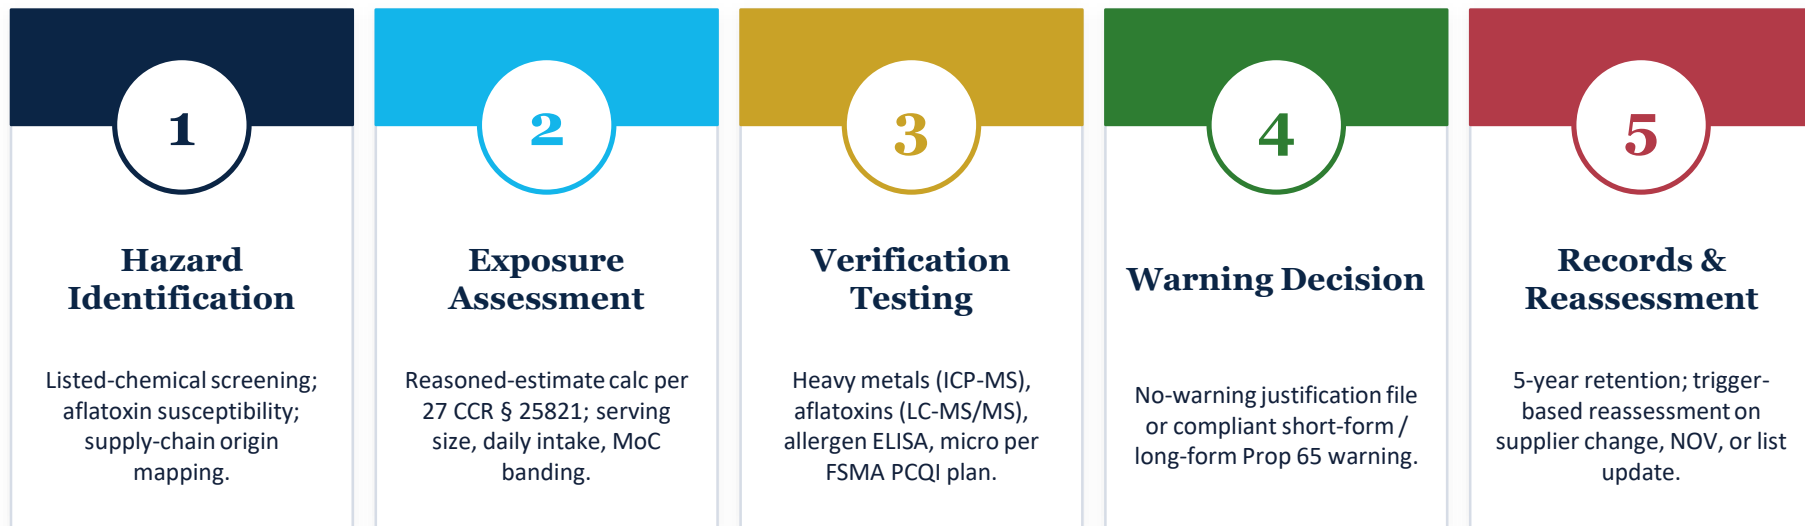 1
Hazard
Identification
Listed-chemical screening;
aflatoxin susceptibility;
supply-chain origin
mapping.
2
Exposure
Assessment
Reasoned-estimate calc per
27 CCR § 25821; serving
size, daily intake, MoC
banding.
3
Verification
Testing
Heavy metals (ICP-MS),
aflatoxins (LC-MS/MS),
allergen ELISA, micro per
FSMA PCQI plan.
4
Warning Decision
No-warning justification file
or compliant short-form /
long-form Prop 65 warning.
5
Records &
Reassessment
5-year retention; trigger-
based reassessment on
supplier change, NOV, or list
update.